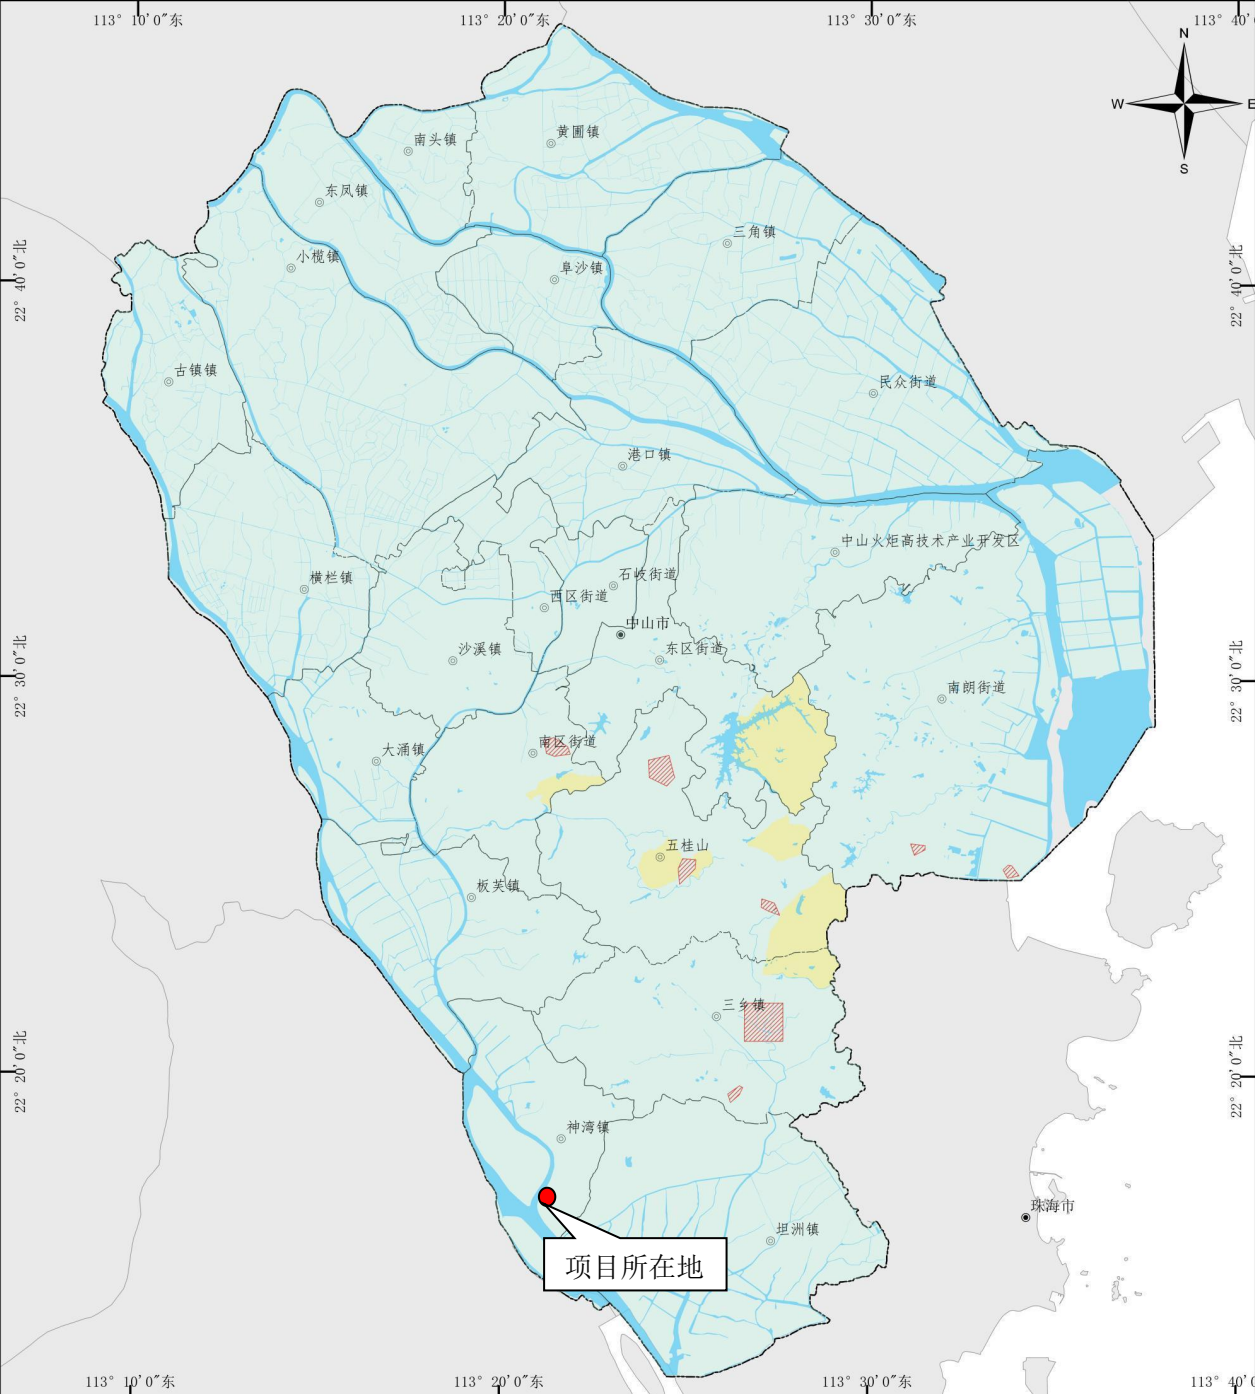 113° 10′0″东
113° 20′0″东
113° 30′0″东
113° 40′0
N
W
E
S
黄圃镇
南头镇
东凤镇
三角镇
小榄镇
阜沙镇
22° 40′0″北
22° 40′0″北
古镇镇
民众街道
港口镇
中山火炬高技术产业开发区
石岐街道
横栏镇
西区街道
中山市
沙溪镇
东区街道
22° 30′0″北
22° 30′0″北
南朗街道
南区街道
大涌镇
五桂山
板芙镇
三乡镇
22° 20′0″北
22° 20′0″北
神湾镇
珠海市
坦洲镇
项目所在地
113° 10′0″东
113° 20′0″东
113° 30′0″东
113° 40′0